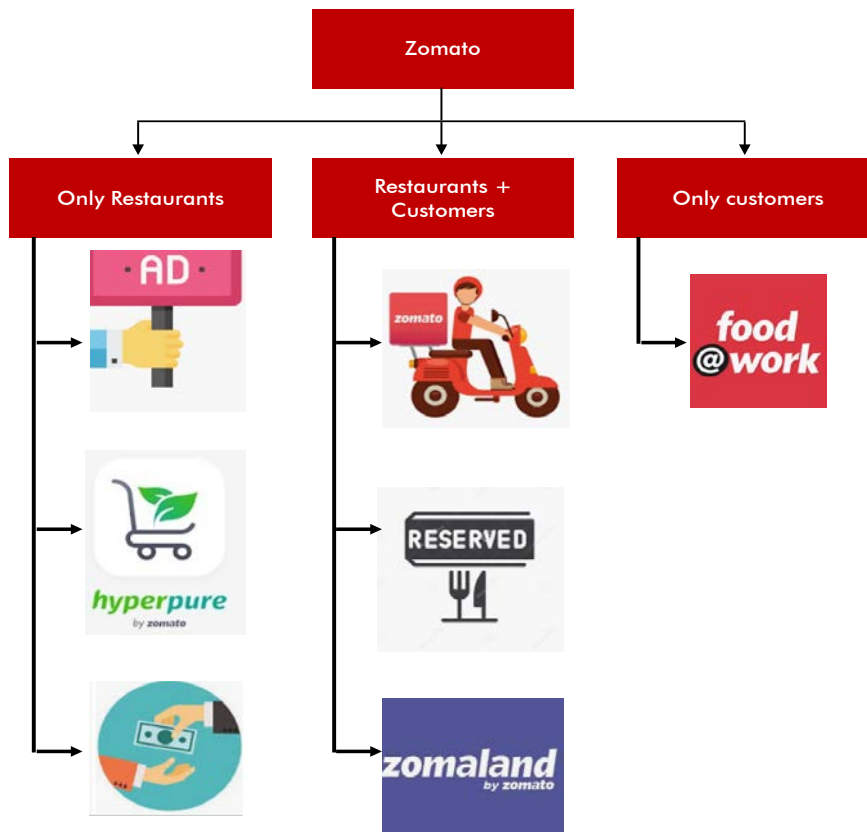 Zomato
Only Restaurants
Restaurants +
Customers
Only customers
· AD ·
zomato
food
@work
hyperpure
by zomato
RESERVED
zomaland
by zomato